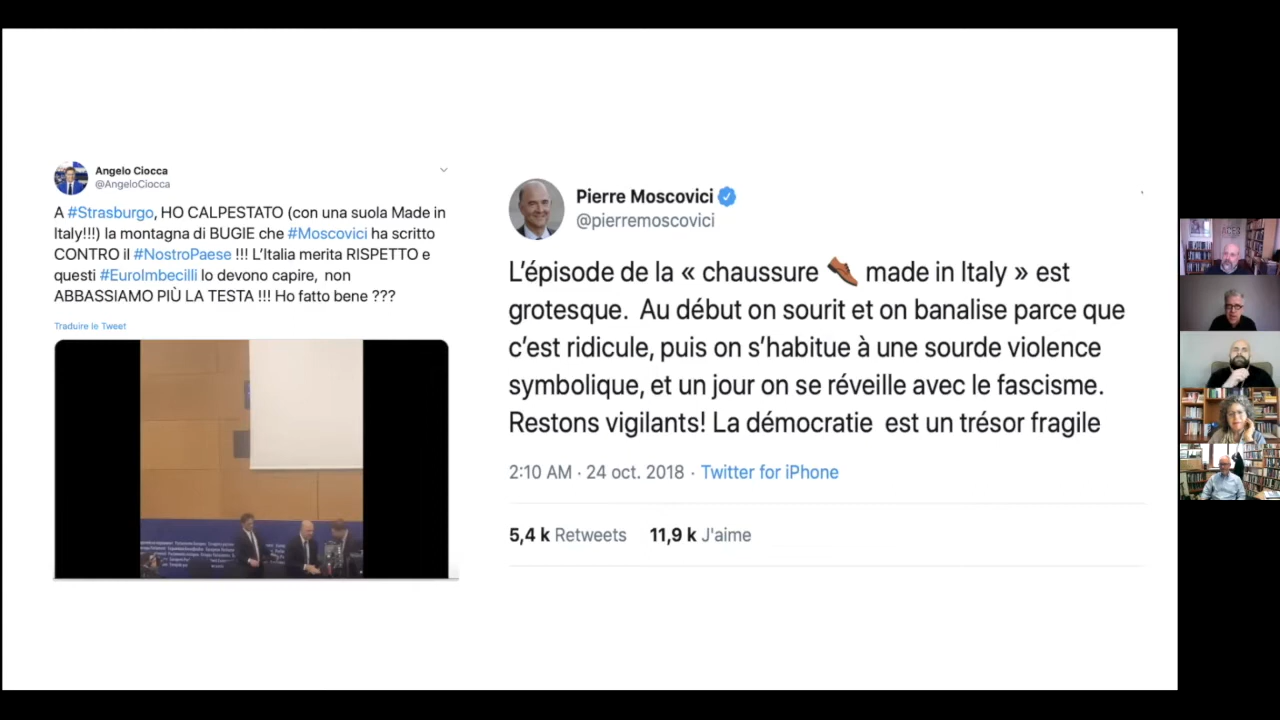 Angelo Ciocca
@AngeloCiocca
A #Strasburgo, HO CALPESTATO (con una suola Made in
Italy!!!) la montagna di BUGIE che #Moscovici ha scritto
CONTRO il #NostroPaese !!! L'Italia merita RISPETTO e
questi #EuroImbecilli lo devono capire, non
ABBASSIAMO PIÙ LA TESTA !!! Ho fatto bene ???
Traduire le Tweet
Pierre Moscovici
@pierremoscovici
L'épisode de la « chaussure 👞 made in Italy » est
grotesque. Au début on sourit et on banalise parce que
c'est ridicule, puis on s'habitue à une sourde violence
symbolique, et un jour on se réveille avec le fascisme.
Restons vigilants! La démocratie est un trésor fragile
2:10 AM · 24 oct. 2018 · Twitter for iPhone
5,4 k Retweets 11,9 k J'aime